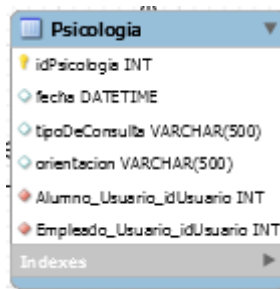 Psicologia
idPsicologia INT
fecha DATETIME
tipoDeConsulta VARCHAR(500)
orientacion VARCHAR(500)
Alumno_Usuario_idUsuario INT
Empleado_Usuario_idUsuario INT
Indexes